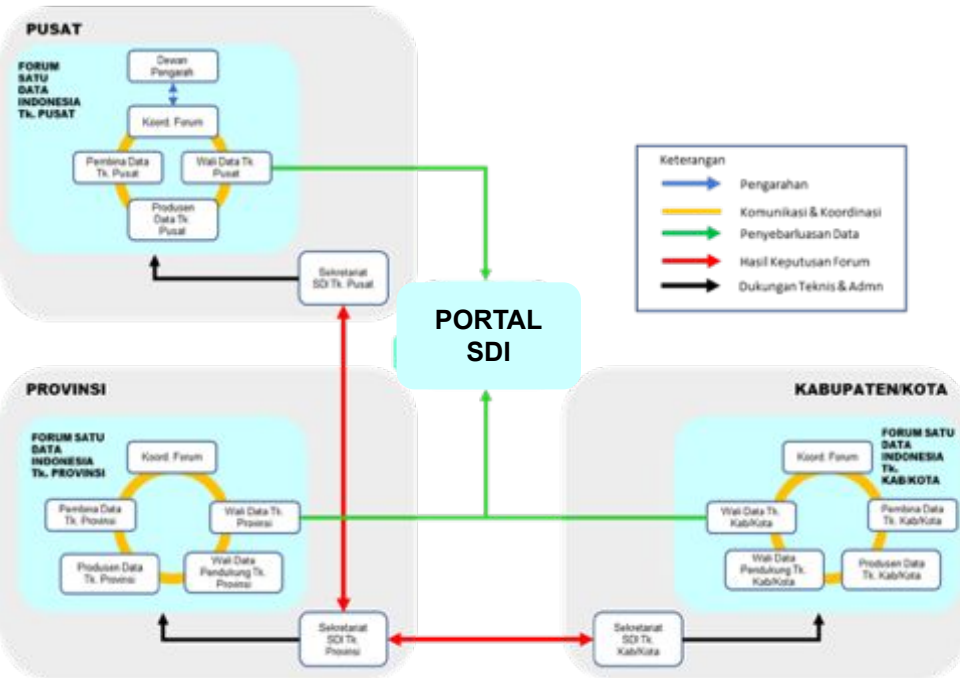 PUSAT
FORUM
SATU
DATA
INDONESIA
Tk. PUSAT
Dewan
Pengarah
Koord. Forum
Pembina Data
Tk. Pusat
Wali Data Tk.
Pusat
Produsen
Data Tk.
Pusat
Sekretariat
SDI Tk. Pusat
Keterangan
Pengarahan
Komunikasi & Koordinasi
Penyebarluasan Data
Hasil Keputusan Forum
Dukungan Teknis & Admn
PORTAL
SDI
PROVINSI
FORUM SATU
DATA
INDONESIA
Tk. PROVINSI
Koord. Forum
Pembina Data
Tk. Provinsi
Wali Data Tk.
Provinsi
Produsen Data
Tk. Provinsi
Wali Data
Pendukung Tk.
Provinsi
Sekretariat
SDI Tk.
Provinsi
KABUPATEN/KOTA
FORUM SATU
DATA
INDONESIA
Tk.
KAB/KOTA
Koord. Forum
Wali Data Tk.
Kab/Kota
Pembina Data
Tk. Kab/Kota
Wali Data
Pendukung Tk.
Kab/Kota
Produsen Data
Tk. Kab/Kota
Sekretariat
SDI Tk.
Kab/Kota